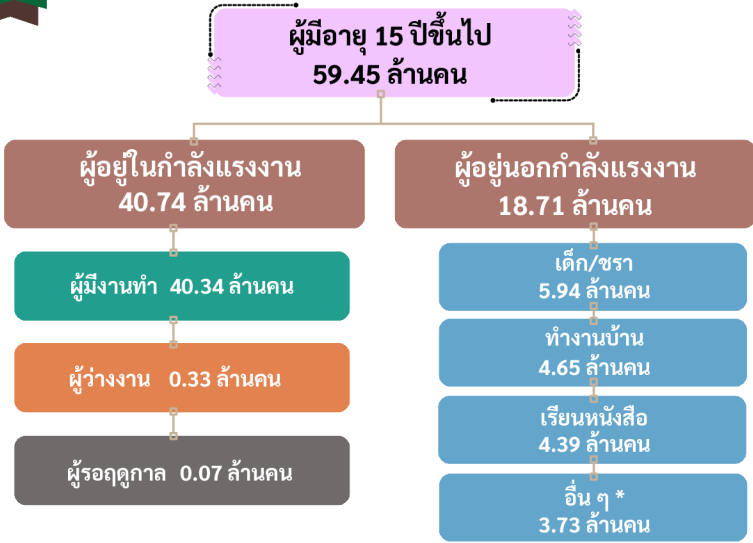 ผู้มีอายุ 15 ปีขึ้นไป
59.45 ล้านคน
ผู้อยู่ในกำลังแรงงาน
40.74 ล้านคน
ผู้อยู่นอกกำลังแรงงาน
18.71 ล้านคน
ผู้มีงานทำ 40.34 ล้านคน
ผู้ว่างงาน 0.33 ล้านคน
ผู้รอฤดูกาล 0.07 ล้านคน
เด็ก/ชรา
5.94 ล้านคน
ทำงานบ้าน
4.65 ล้านคน
เรียนหนังสือ
4.39 ล้านคน
อื่น ๆ *
3.73 ล้านคน